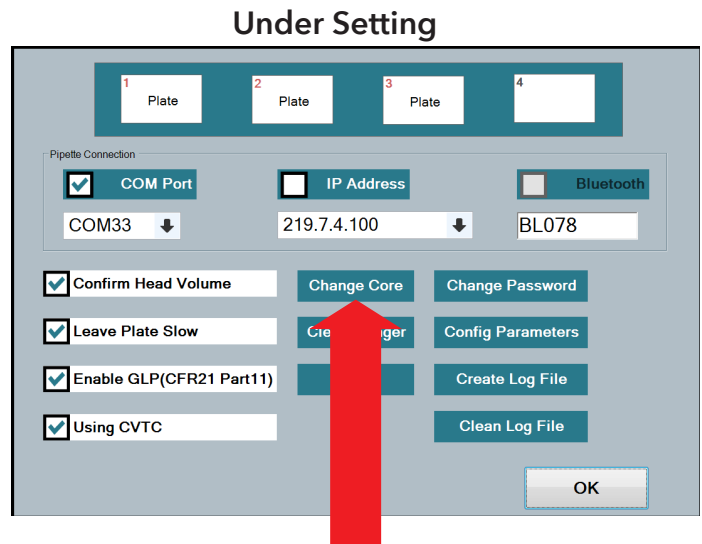 Under Setting
1 2 3 4
Plate Plate Plate
Pipette Connection
COM Port IP Address Bluetooth
COM33 219.7.4.100 BL078
Confirm Head Volume Change Core Change Password
Leave Plate Slow Config Parameters
Enable GLP(CFR21 Part11) Create Log File
Using CVTC Clean Log File
OK